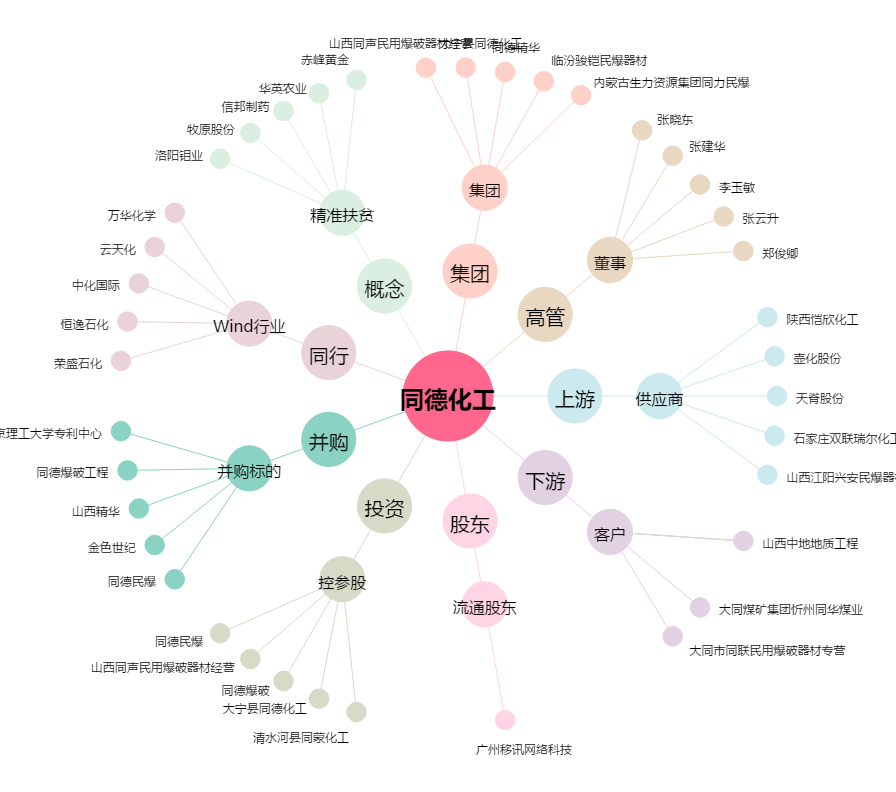 同德化工
集团
集团
山西同声民用爆破器材经营
大宁县同德化工
同德精华
临汾骏铠民爆器材
内蒙古生力资源集团同力民爆
高管
董事
张晓东
张建华
李玉敏
张云升
郑俊卿
上游
供应商
陕西恺欣化工
壶化股份
天脊股份
石家庄双联瑞尔化工
山西江阳兴安民爆器材
下游
客户
山西中地地质工程
大同煤矿集团忻州同华煤业
大同市同联民用爆破器材专营
股东
流通股东
广州移讯网络科技
投资
控参股
同德民爆
山西同声民用爆破器材经营
同德爆破
大宁县同德化工
清水河县同蒙化工
并购
并购标的
京理工大学专利中心
同德爆破工程
山西精华
金色世纪
同德民爆
同行
Wind行业
万华化学
云天化
中化国际
恒逸石化
荣盛石化
概念
精准扶贫
赤峰黄金
华英农业
信邦制药
牧原股份
洛阳钼业